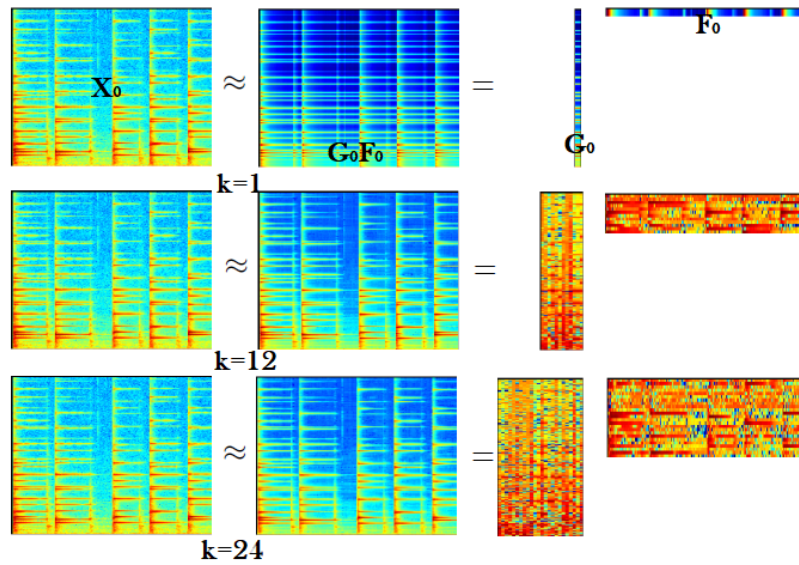 F₀
X₀ ≈ =
G₀F₀ G₀
k=1
≈ =
k=12
≈ =
k=24